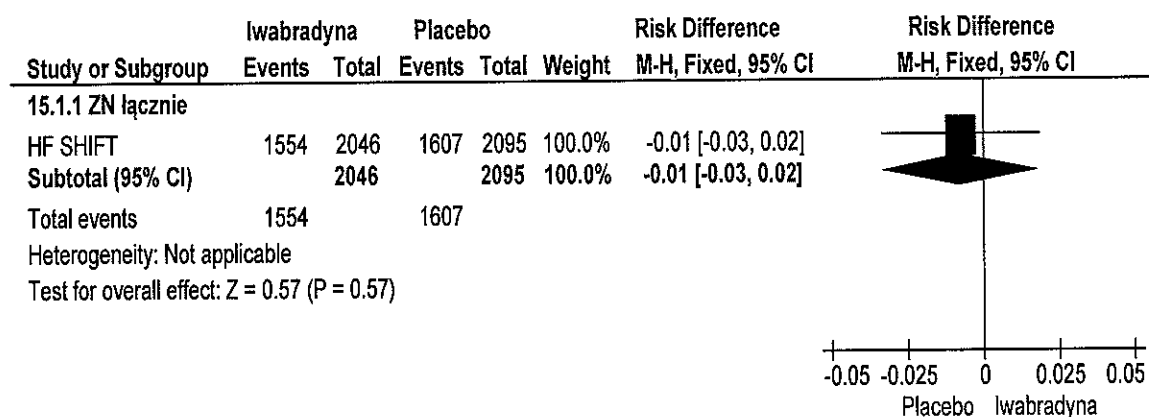 Iwabradyna Placebo Risk Difference Risk Difference
Study or Subgroup Events Total Events Total Weight M-H, Fixed, 95% CI M-H, Fixed, 95% CI
15.1.1 ZN łącznie
HF SHIFT 1554 2046 1607 2095 100.0% -0.01 [-0.03, 0.02]
Subtotal (95% CI) 2046 2095 100.0% -0.01 [-0.03, 0.02]
Total events 1554 1607
Heterogeneity: Not applicable
Test for overall effect: Z = 0.57 (P = 0.57)
-0.05 -0.025 0 0.025 0.05
Placebo Iwabradyna